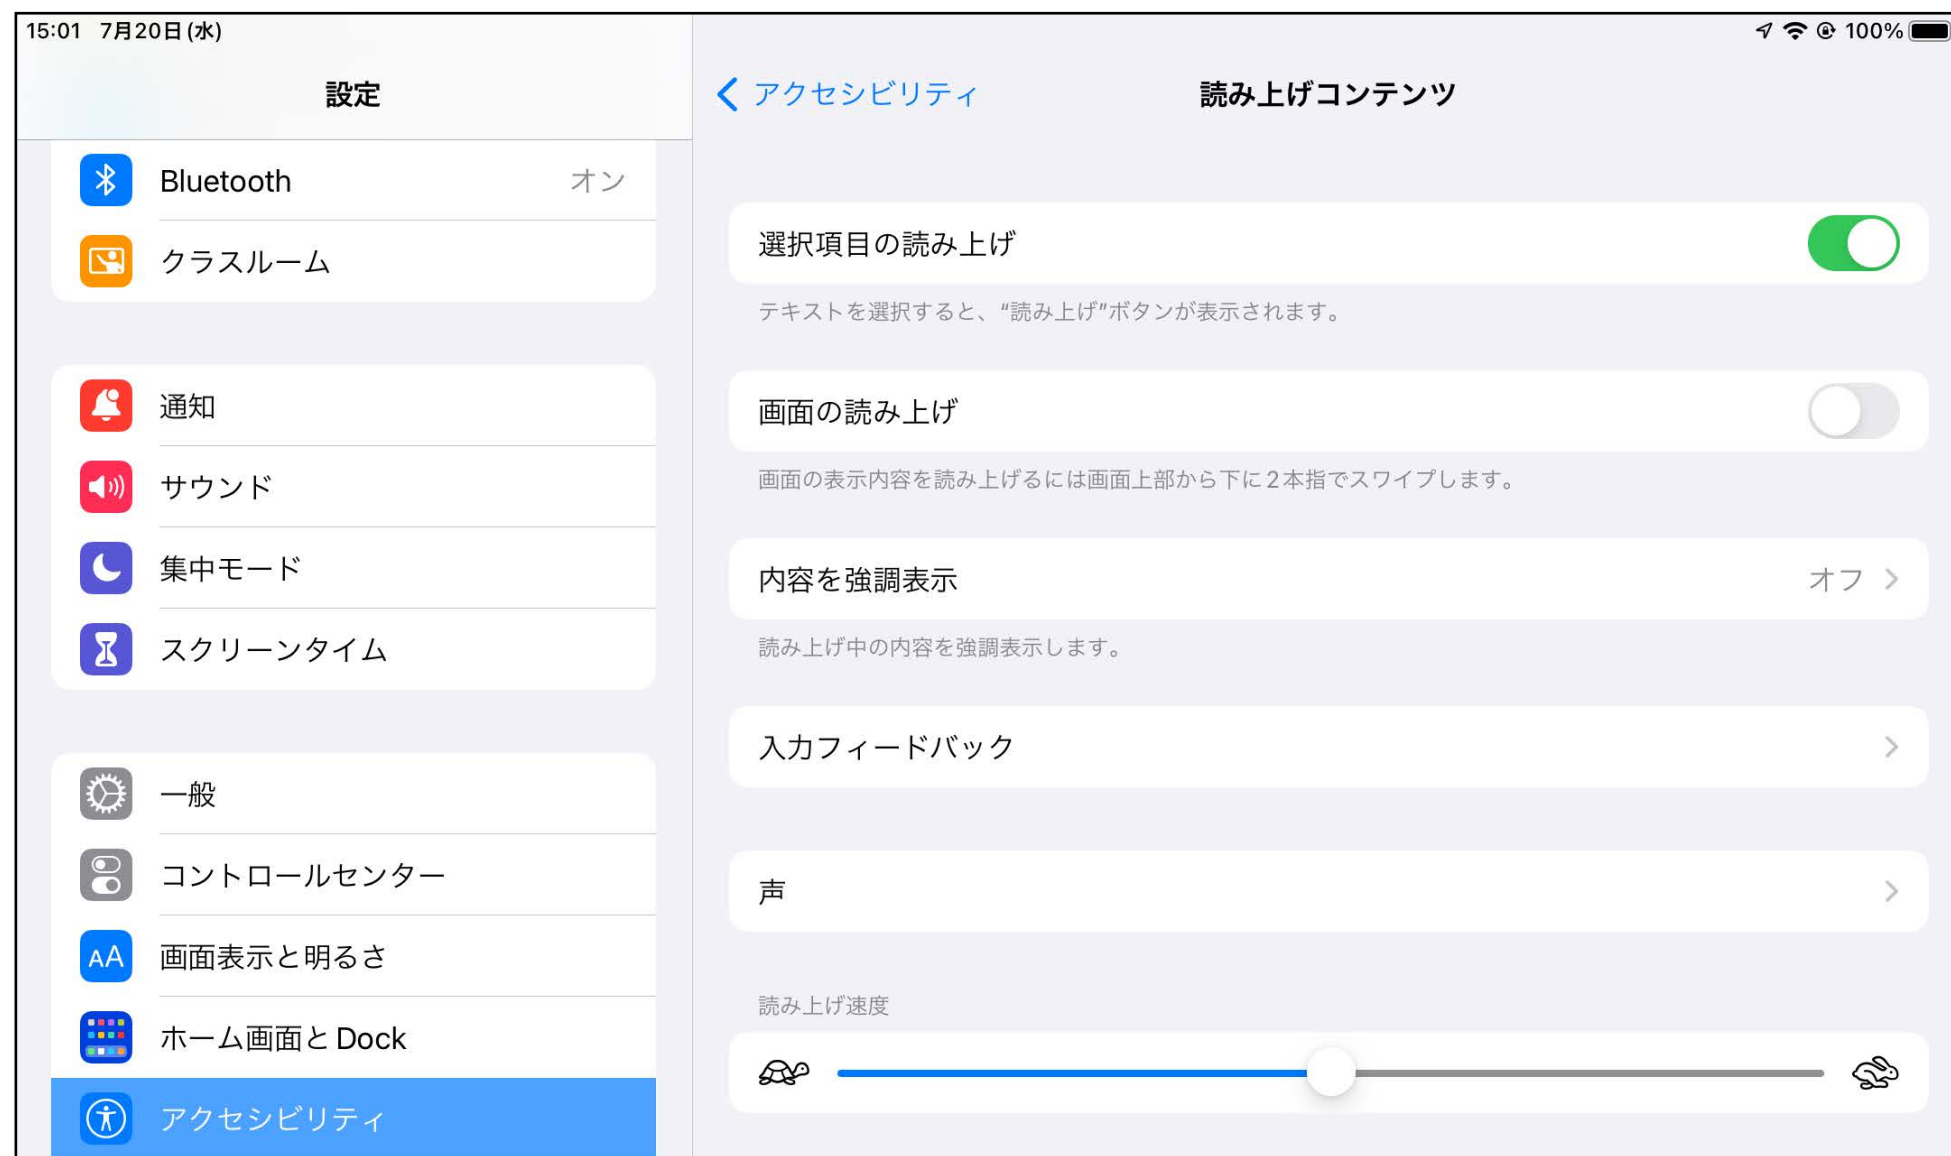 15:01 7月20日(水)
100%
設定
Bluetooth オン
クラスルーム
通知
サウンド
集中モード
スクリーンタイム
一般
コントロールセンター
AA 画面表示と明るさ
ホーム画面とDock
アクセシビリティ
アクセシビリティ 読み上げコンテンツ
選択項目の読み上げ
テキストを選択すると、“読み上げ”ボタンが表示されます。
画面の読み上げ
画面の表示内容を読み上げるには画面上部から下に2本指でスワイプします。
内容を強調表示 オフ
読み上げ中の内容を強調表示します。
入力フィードバック
声
読み上げ速度